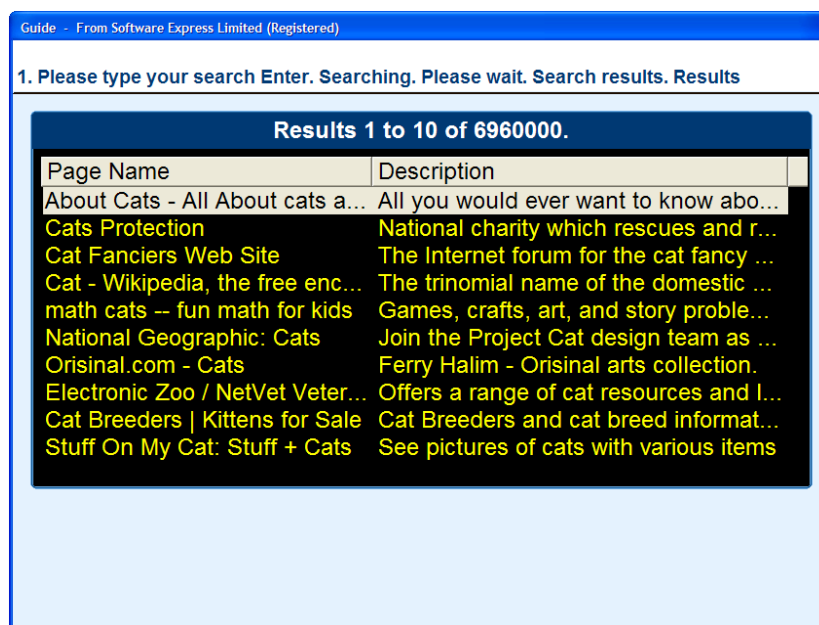 Guide - From Software Express Limited (Registered)
1. Please type your search Enter. Searching. Please wait. Search results. Results
Results 1 to 10 of 6960000.
Page Name Description
About Cats - All About cats a... All you would ever want to know abo...
Cats Protection National charity which rescues and r...
Cat Fanciers Web Site The Internet forum for the cat fancy ...
Cat - Wikipedia, the free enc... The trinomial name of the domestic ...
math cats -- fun math for kids Games, crafts, art, and story proble...
National Geographic: Cats Join the Project Cat design team as ...
Orisinal.com - Cats Ferry Halim - Orisinal arts collection.
Electronic Zoo / NetVet Veter... Offers a range of cat resources and l...
Cat Breeders | Kittens for Sale Cat Breeders and cat breed informat...
Stuff On My Cat: Stuff + Cats See pictures of cats with various items